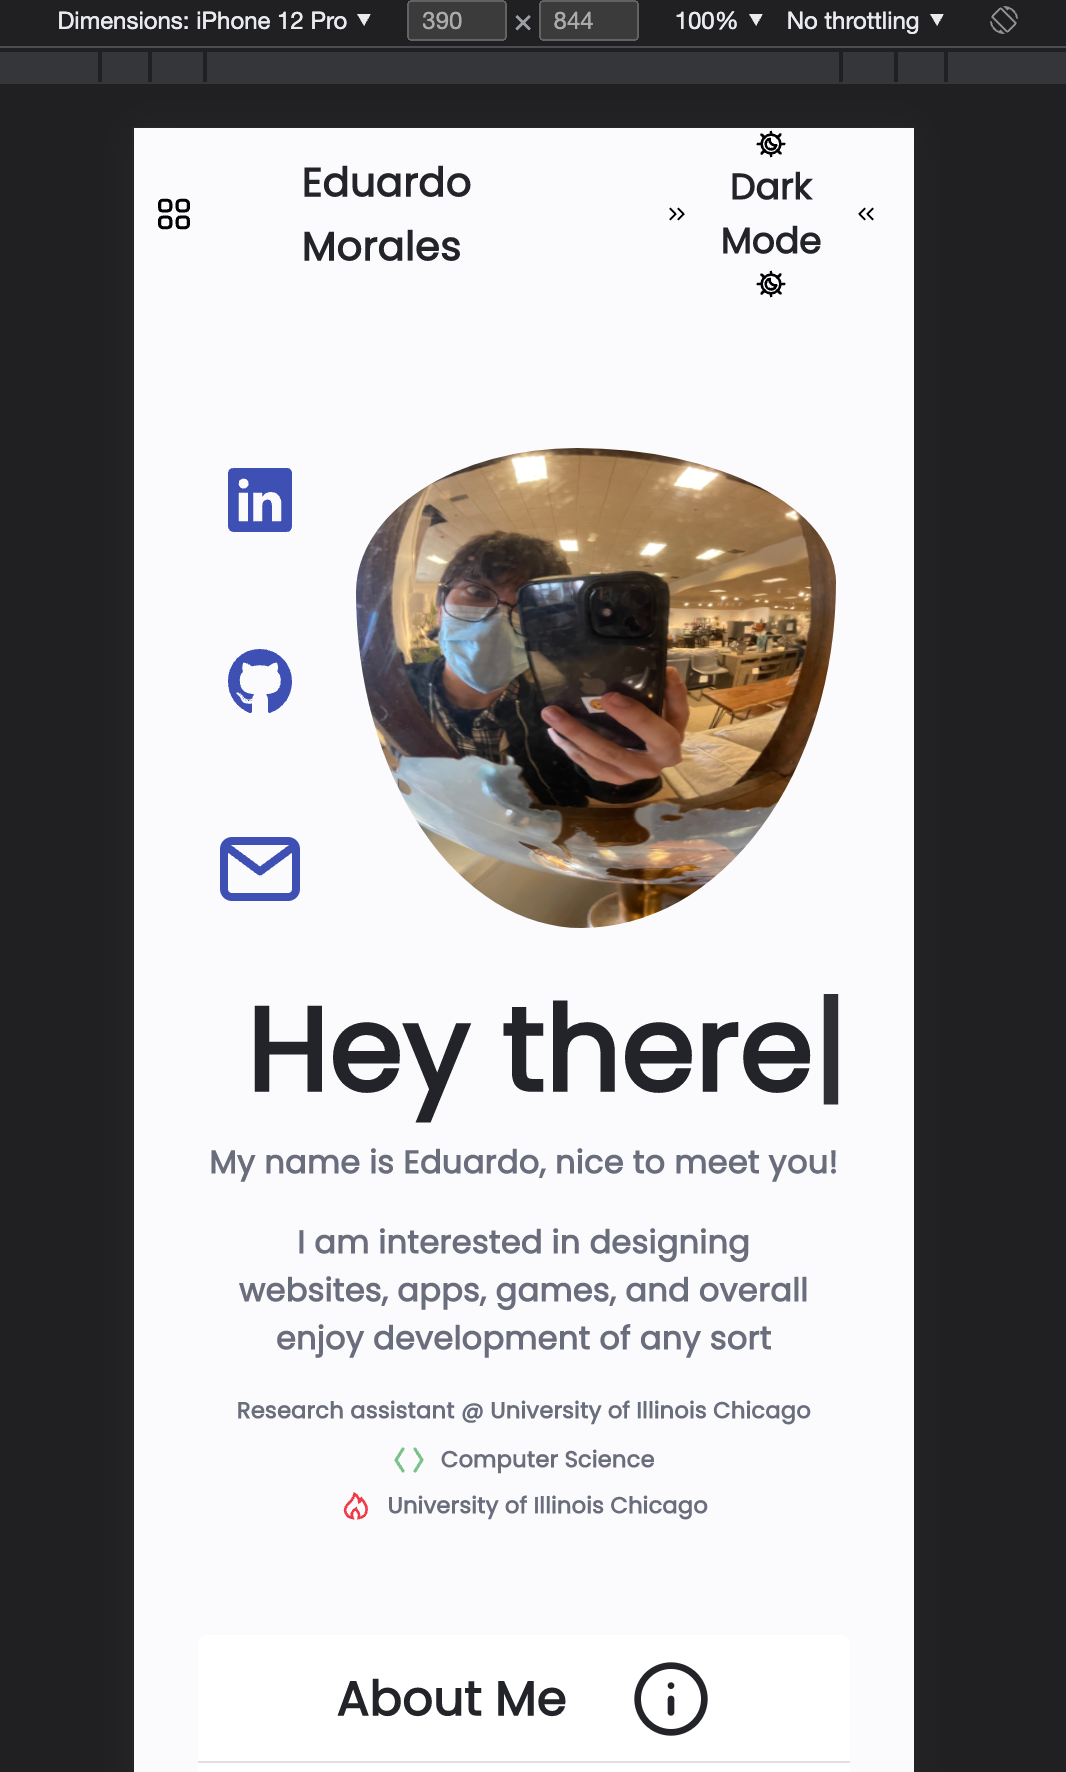 Dimensions: iPhone 12 Pro ▼ 390 × 844 100% ▼ No throttling ▼
Eduardo
Morales
»
Dark
Mode
«
in
Hey there|
My name is Eduardo, nice to meet you!
I am interested in designing
websites, apps, games, and overall
enjoy development of any sort
Research assistant @ University of Illinois Chicago
Computer Science
University of Illinois Chicago
About Me